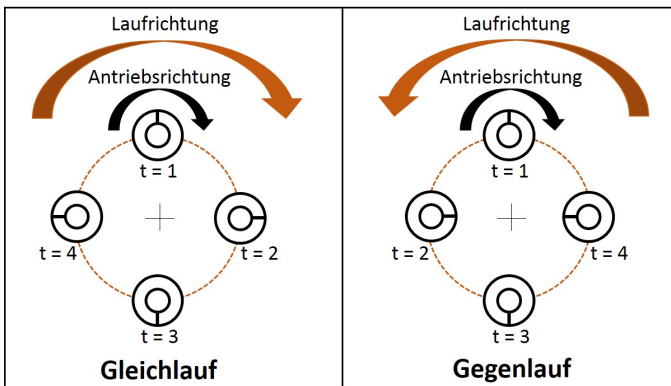 Laufrichtung
Antriebsrichtung
t = 1
t = 4
t = 2
t = 3
Gleichlauf
Laufrichtung
Antriebsrichtung
t = 1
t = 2
t = 4
t = 3
Gegenlauf